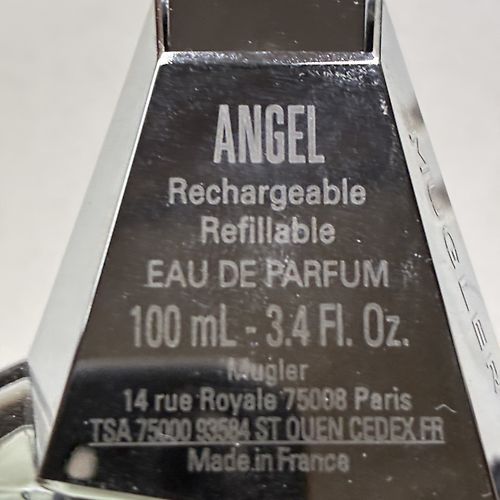 ANGEL
Rechargeable
Refillable
EAU DE PARFUM
100 mL - 3.4 Fl. Oz.
Mugler
14 rue Royale 75008 Paris
TSA 75000 93584 ST OUEN CEDEX FR
Made in France
MUGLER